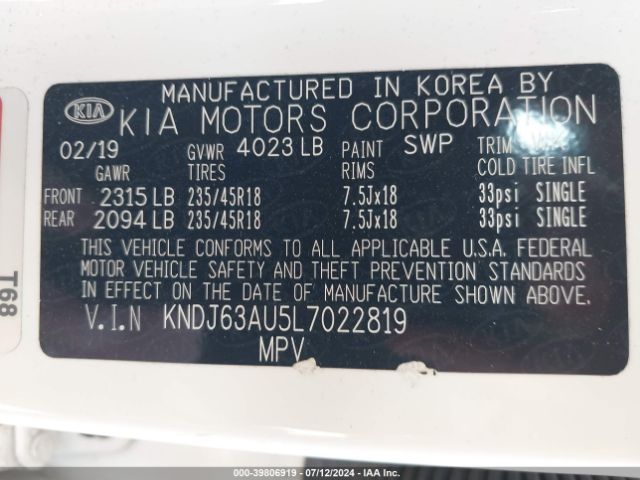 MANUFACTURED IN KOREA BY
KIA KIA MOTORS CORPORATION
02/19 GVWR 4023 LB PAINT SWP TRIM
GAWR TIRES RIMS COLD TIRE INFL
FRONT 2315 LB 235/45R18 7.5Jx18 33psi SINGLE
REAR 2094 LB 235/45R18 7.5Jx18 33psi SINGLE
THIS VEHICLE CONFORMS TO ALL APPLICABLE U.S.A. FEDERAL
MOTOR VEHICLE SAFETY AND THEFT PREVENTION STANDARDS
IN EFFECT ON THE DATE OF MANUFACTURE SHOWN ABOVE.
V.I.N KNDJ63AU5L7022819
MPV
T68
000-39806919 - 07/12/2024 - IAA Inc.